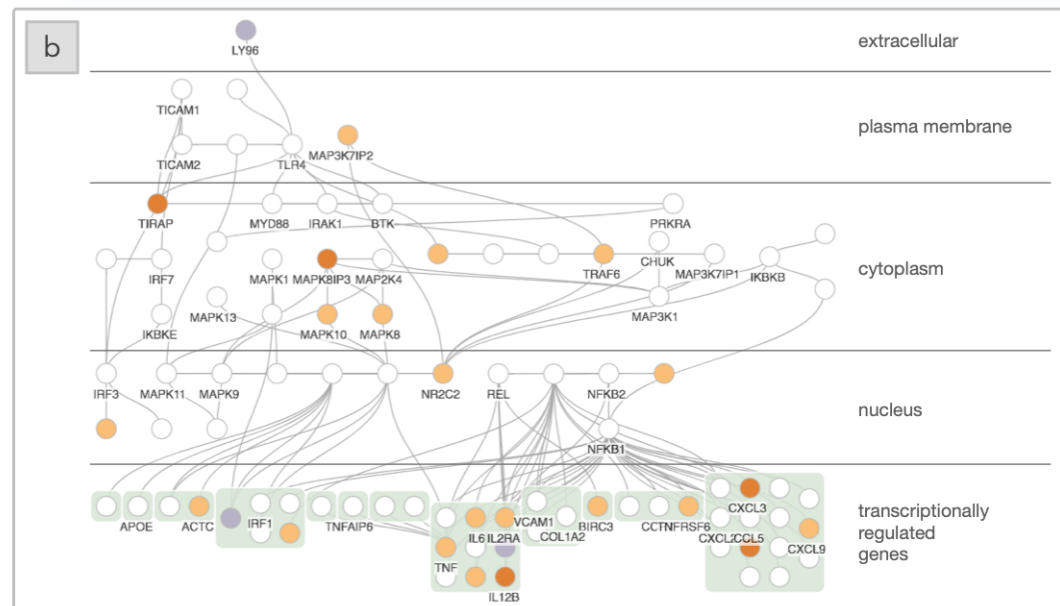 b
LY96
extracellular
TICAM1
plasma membrane
TICAM2
TLR4
MAP3K7IP2
TIRAP
MYD88
IRAK1
BTK
PRKRA
IRF7
MAPK1
MAPK8IP3
MAP2K4
TRAF6
CHUK
MAP3K7IP1
IKBKB
cytoplasm
MAPK13
IKBKE
MAPK10
MAPK8
MAP3K1
IRF3
MAPK11
MAPK9
NR2C2
REL
NFKB2
nucleus
NFKB1
APOE
ACTC
IRF1
TNFAIP6
TNF
IL6
IL2RA
VCAM1
COL1A2
BIRC3
TNFRSF6
CXCL3
CCL5
CXCL9
IL12B
transcriptionally
regulated
genes